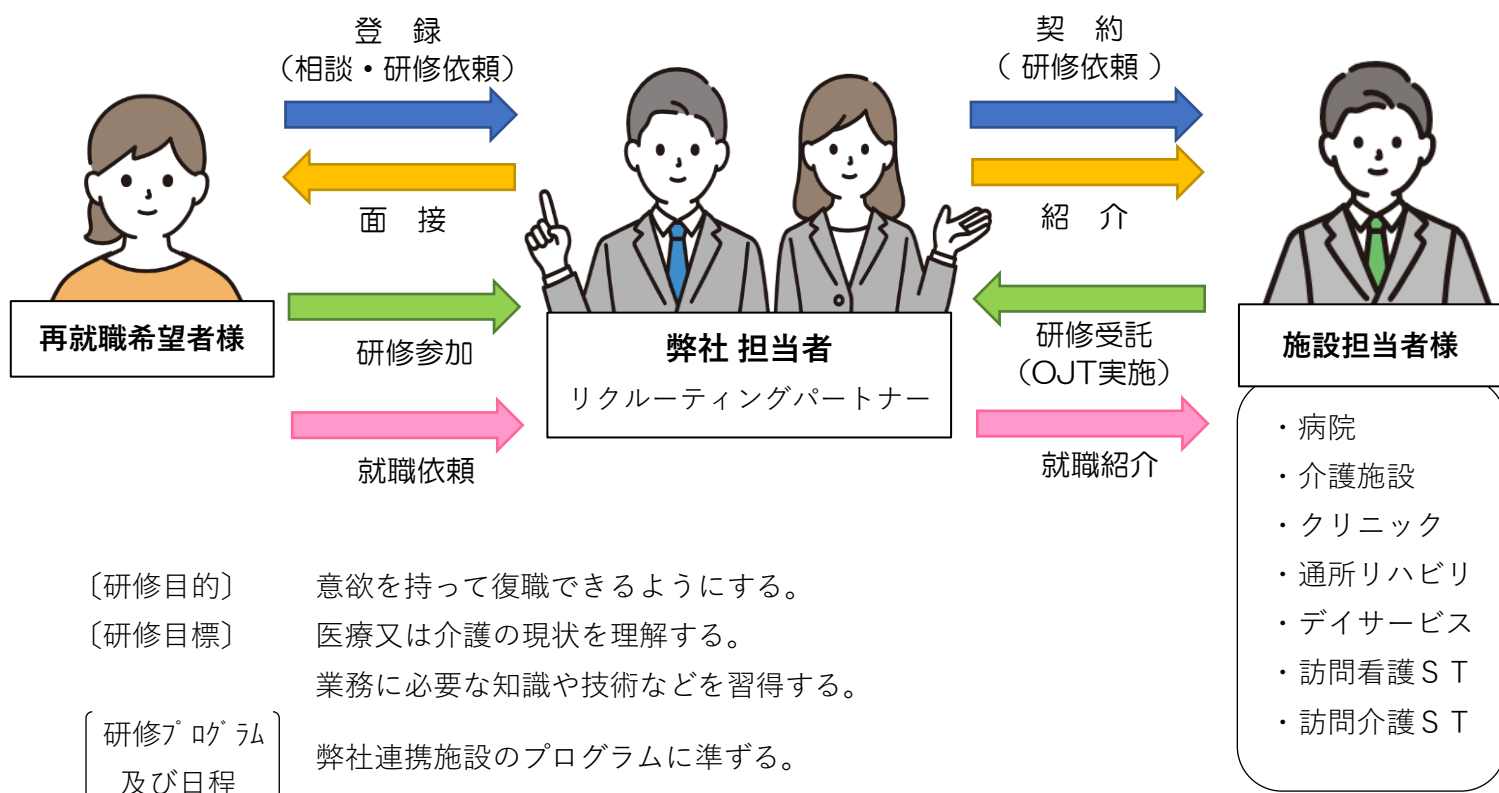 登　録
（相談・研修依頼）
契　約
（ 研修依頼 ）
面　接
紹　介
再就職希望者様
研修参加
弊社 担当者
リクルーティングパートナー
研修受託
（OJT実施）
施設担当者様
就職依頼
就職紹介
・病院
・介護施設
・クリニック
・通所リハビリ
・デイサービス
・訪問看護ＳＴ
・訪問介護ＳＴ
〔研修目的〕　意欲を持って復職できるようにする。
〔研修目標〕　医療又は介護の現状を理解する。
業務に必要な知識や技術などを習得する。
研修ﾌﾟﾛｸﾞﾗﾑ
及び日程
弊社連携施設のプログラムに準ずる。